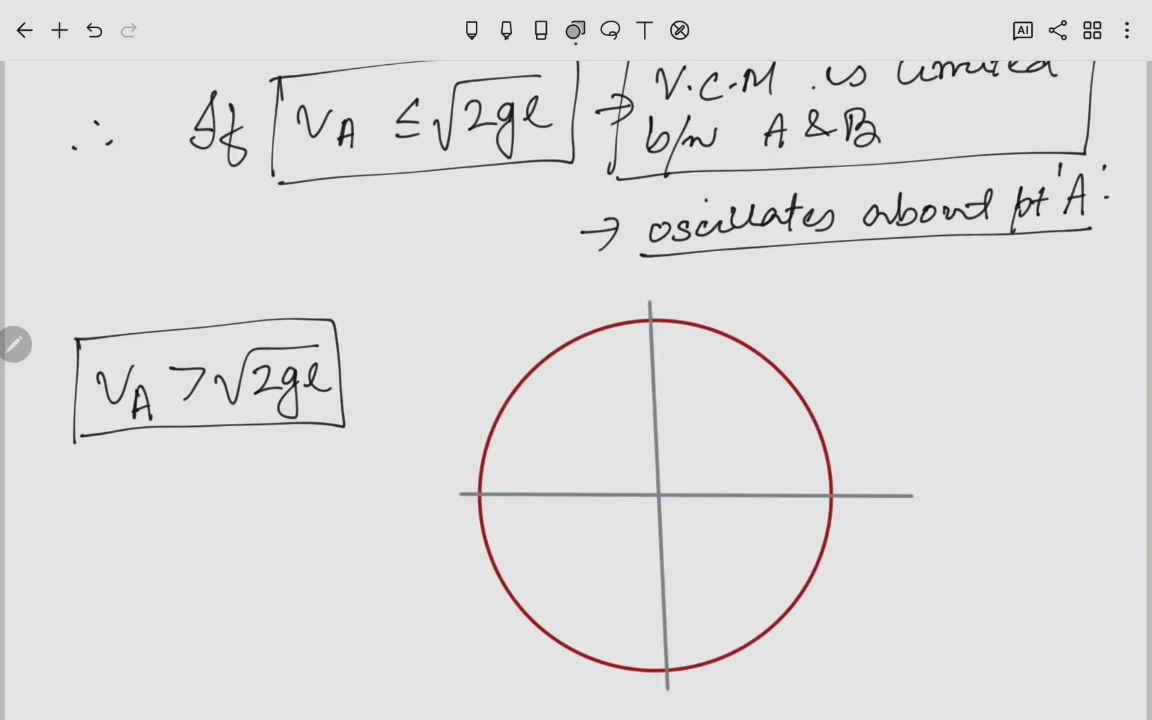 V.C.M. is limited
∴ If V_A ≤ √2gℓ → b/w A & B
→ oscillates about pt 'A'.
V_A > √2gℓ